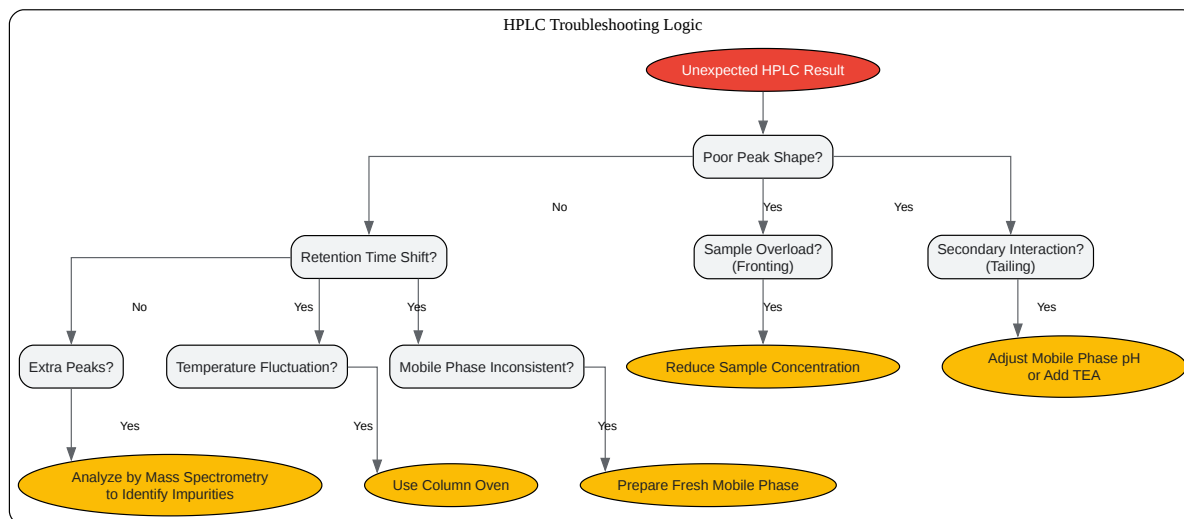 HPLC Troubleshooting Logic
Unexpected HPLC Result
Poor Peak Shape?
No
Yes
Yes
Retention Time Shift?
Sample Overload?
(Fronting)
Secondary Interaction?
(Tailing)
No
Yes
Yes
Yes
Yes
Extra Peaks?
Temperature Fluctuation?
Mobile Phase Inconsistent?
Reduce Sample Concentration
Adjust Mobile Phase pH
or Add TEA
Yes
Yes
Yes
Analyze by Mass Spectrometry
to Identify Impurities
Use Column Oven
Prepare Fresh Mobile Phase